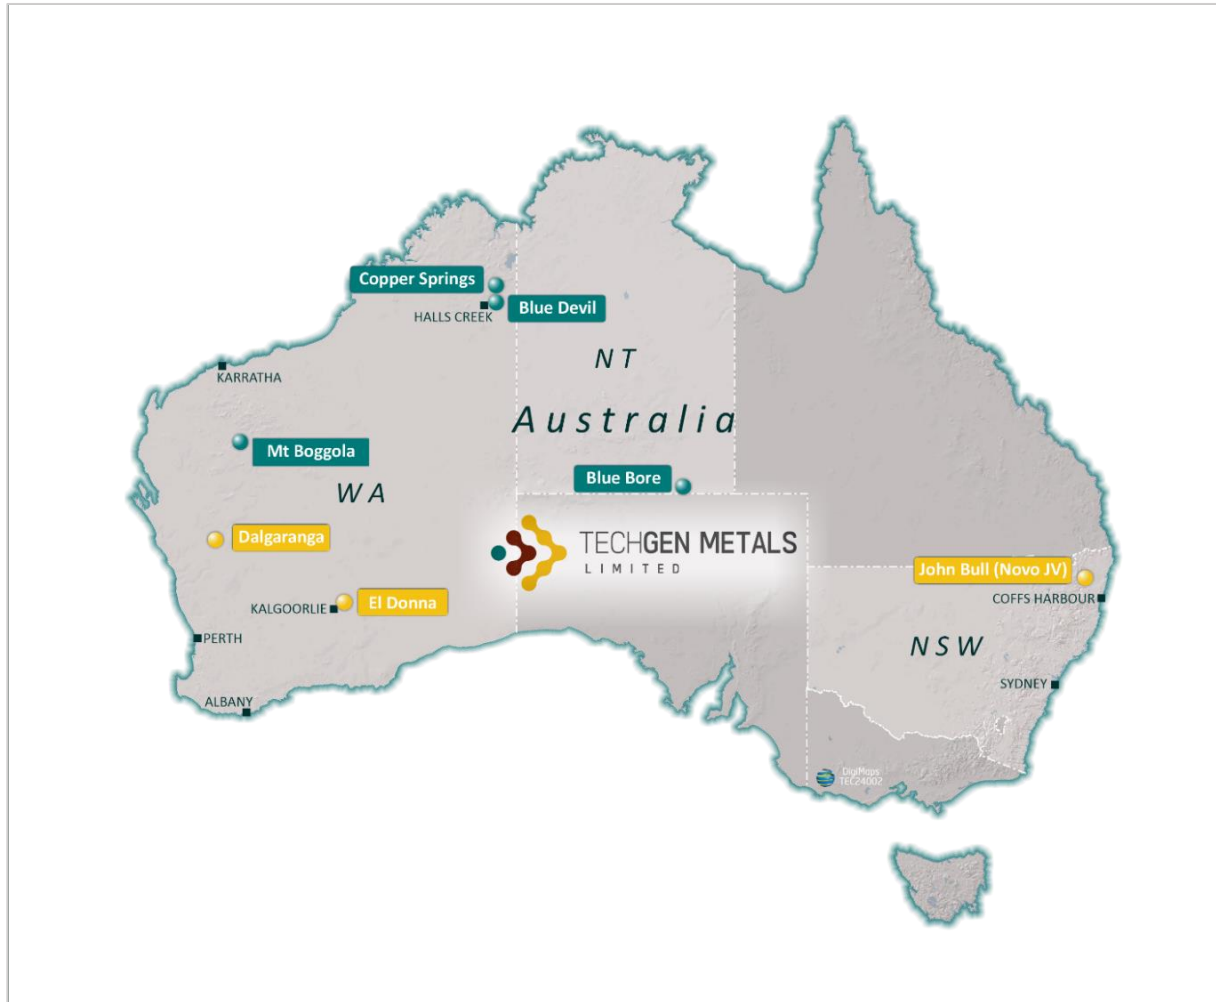 Copper Springs
Blue Devil
HALLS CREEK
NT
KARRATHA
Australia
Mt Boggola
Blue Bore
WA
Dalgaranga
TECHGEN METALS
LIMITED
John Bull (Novo JV)
El Donna
KALGOORLIE
COFFS HARBOUR
PERTH
NSW
SYDNEY
ALBANY
DigiMaps
TEC24002